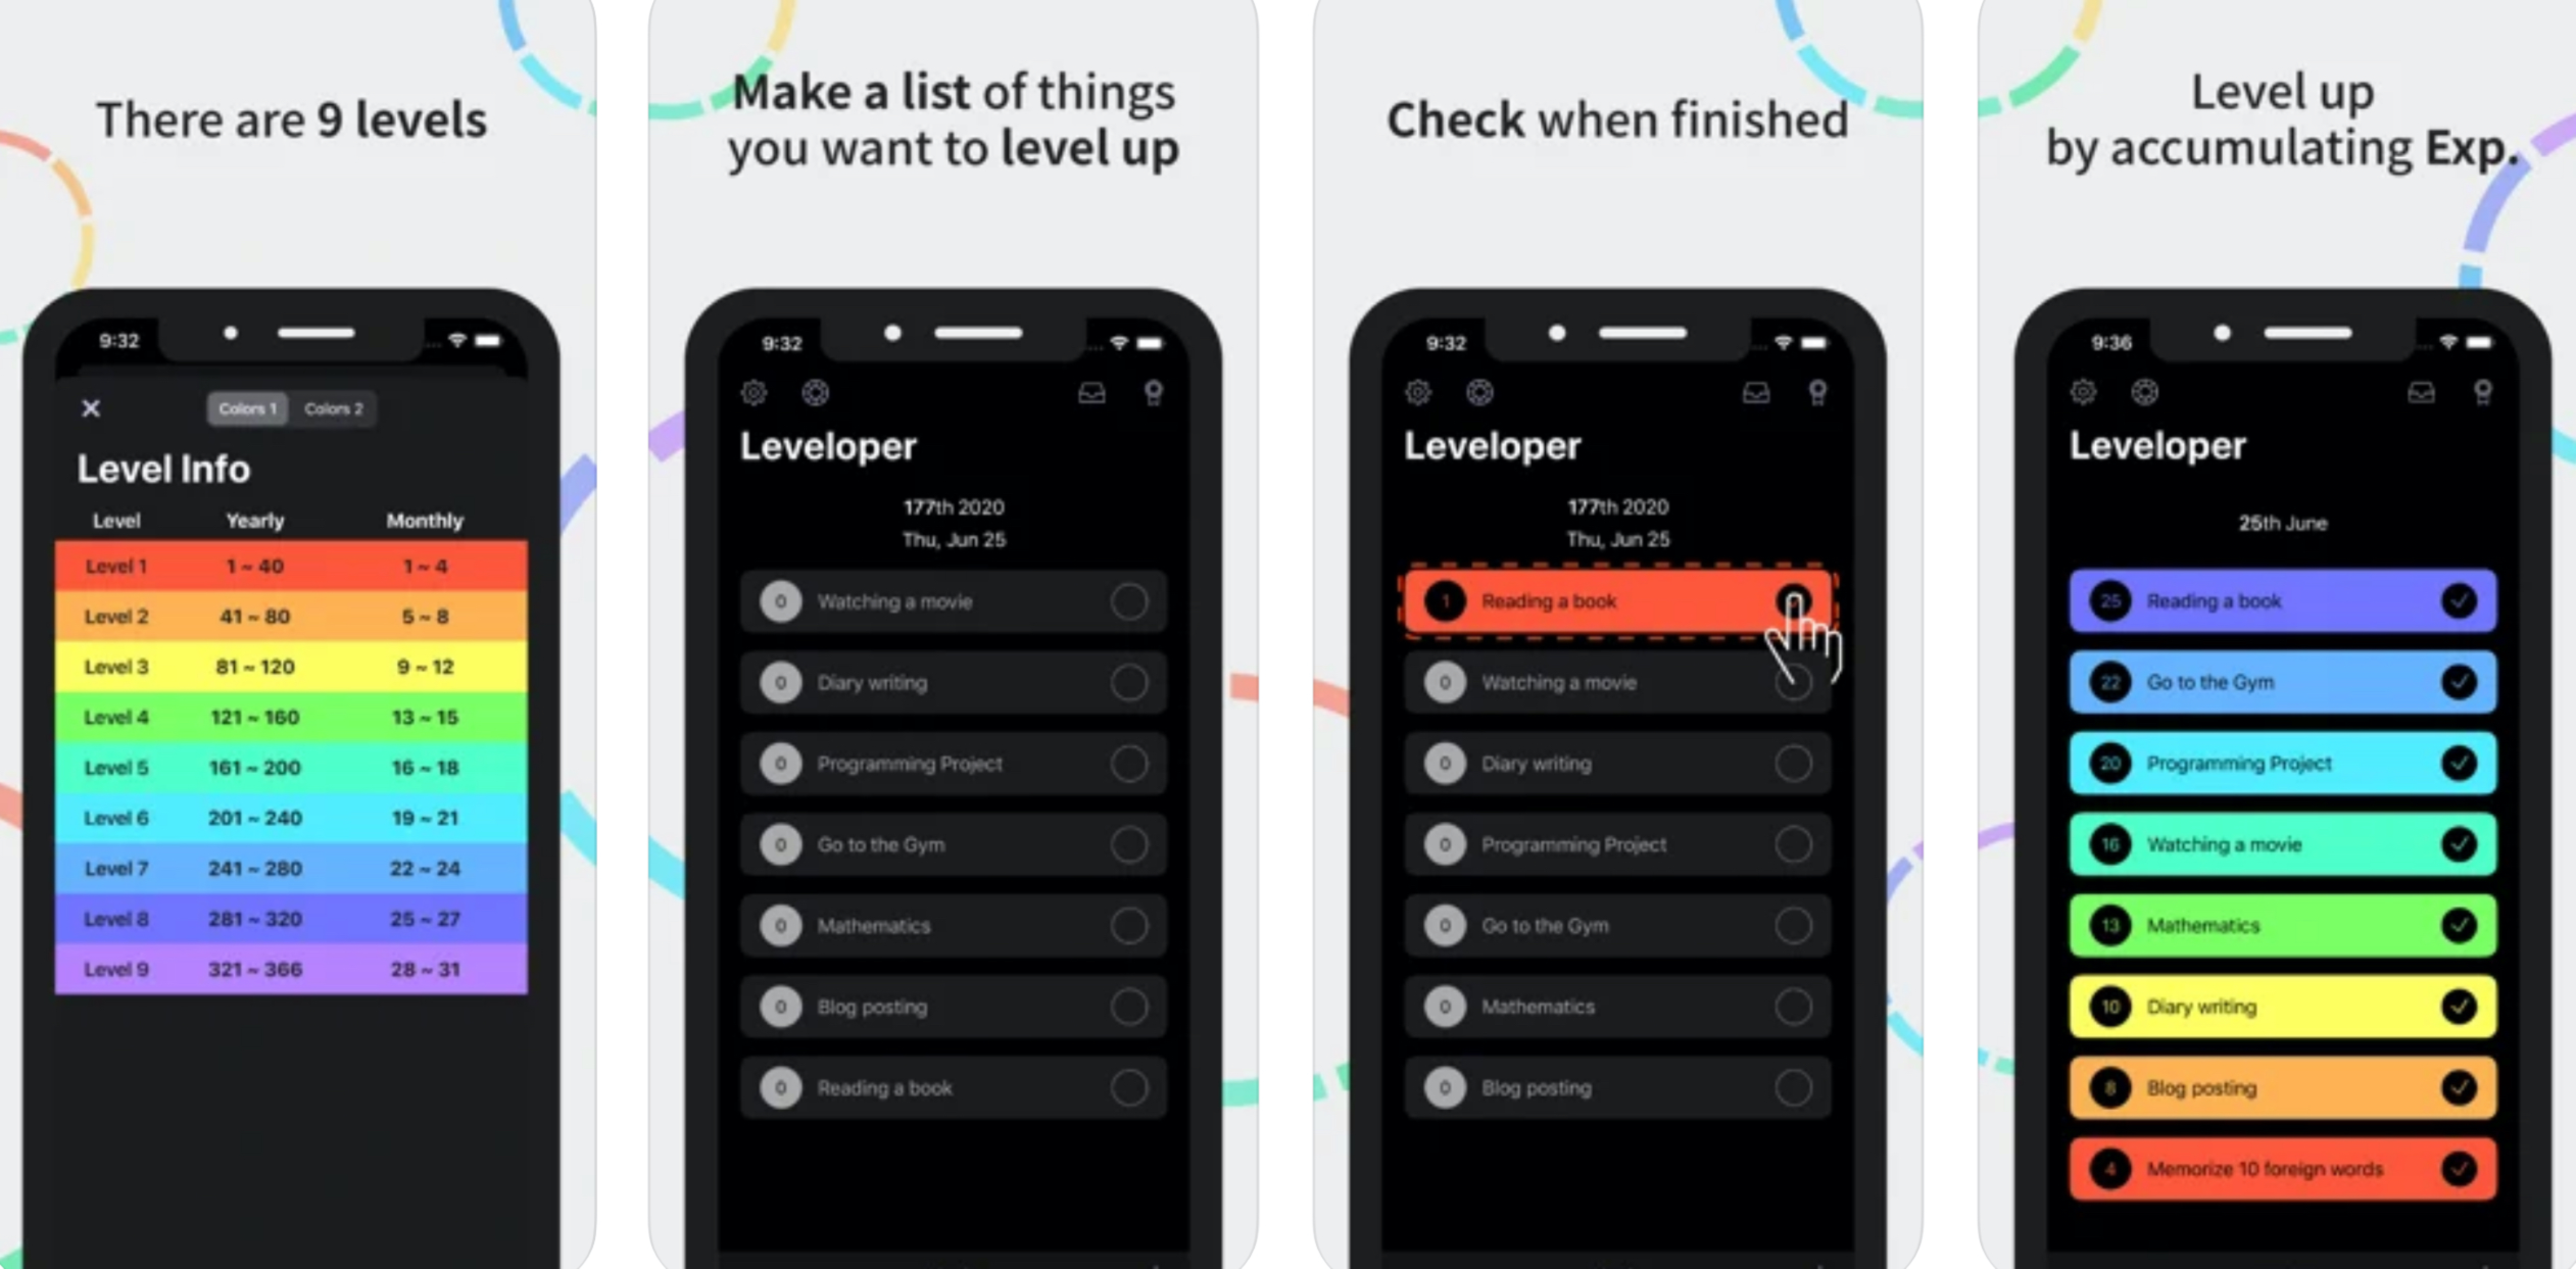 There are 9 levels
9:32
Colors 1 Colors 2
Level Info
Level Yearly Monthly
Level 1 1 ~ 40 1 ~ 4
Level 2 41 ~ 80 5 ~ 8
Level 3 81 ~ 120 9 ~ 12
Level 4 121 ~ 160 13 ~ 15
Level 5 161 ~ 200 16 ~ 18
Level 6 201 ~ 240 19 ~ 21
Level 7 241 ~ 280 22 ~ 24
Level 8 281 ~ 320 25 ~ 27
Level 9 321 ~ 366 28 ~ 31
Make a list of things
you want to level up
9:32
Leveloper
177th 2020
Thu, Jun 25
0 Watching a movie
0 Diary writing
0 Programming Project
0 Go to the Gym
0 Mathematics
0 Blog posting
0 Reading a book
Check when finished
9:32
Leveloper
177th 2020
Thu, Jun 25
1 Reading a book
0 Watching a movie
0 Diary writing
0 Programming Project
0 Go to the Gym
0 Mathematics
0 Blog posting
Level up
by accumulating Exp.
9:36
Leveloper
25th June
25 Reading a book
22 Go to the Gym
20 Programming Project
16 Watching a movie
13 Mathematics
10 Diary writing
8 Blog posting
4 Memorize 10 foreign words